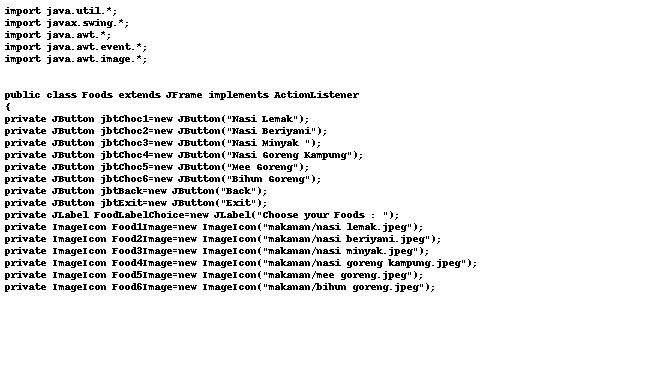 import java.util.*;
import javax.swing.*;
import java.awt.*;
import java.awt.event.*;
import java.awt.image.*;
public class Foods extends JFrame implements ActionListener
{
private JButton jbtChoc1=new JButton("Nasi Lemak");
private JButton jbtChoc2=new JButton("Nasi Beriyani");
private JButton jbtChoc3=new JButton("Nasi Minyak ");
private JButton jbtChoc4=new JButton("Nasi Goreng Kampung");
private JButton jbtChoc5=new JButton("Mee Goreng");
private JButton jbtChoc6=new JButton("Bihun Goreng");
private JButton jbtBack=new JButton("Back");
private JButton jbtExit=new JButton("Exit");
private JLabel FoodLabelChoice=new JLabel("Choose your Foods : ");
private ImageIcon Food1Image=new ImageIcon("makanan/nasi lemak.jpeg");
private ImageIcon Food2Image=new ImageIcon("makanan/nasi beriyani.jpeg");
private ImageIcon Food3Image=new ImageIcon("makanan/nasi minyak.jpeg");
private ImageIcon Food4Image=new ImageIcon("makanan/nasi goreng kampung.jpeg");
private ImageIcon Food5Image=new ImageIcon("makanan/mee goreng.jpeg");
private ImageIcon Food6Image=new ImageIcon("makanan/bihun goreng.jpeg");